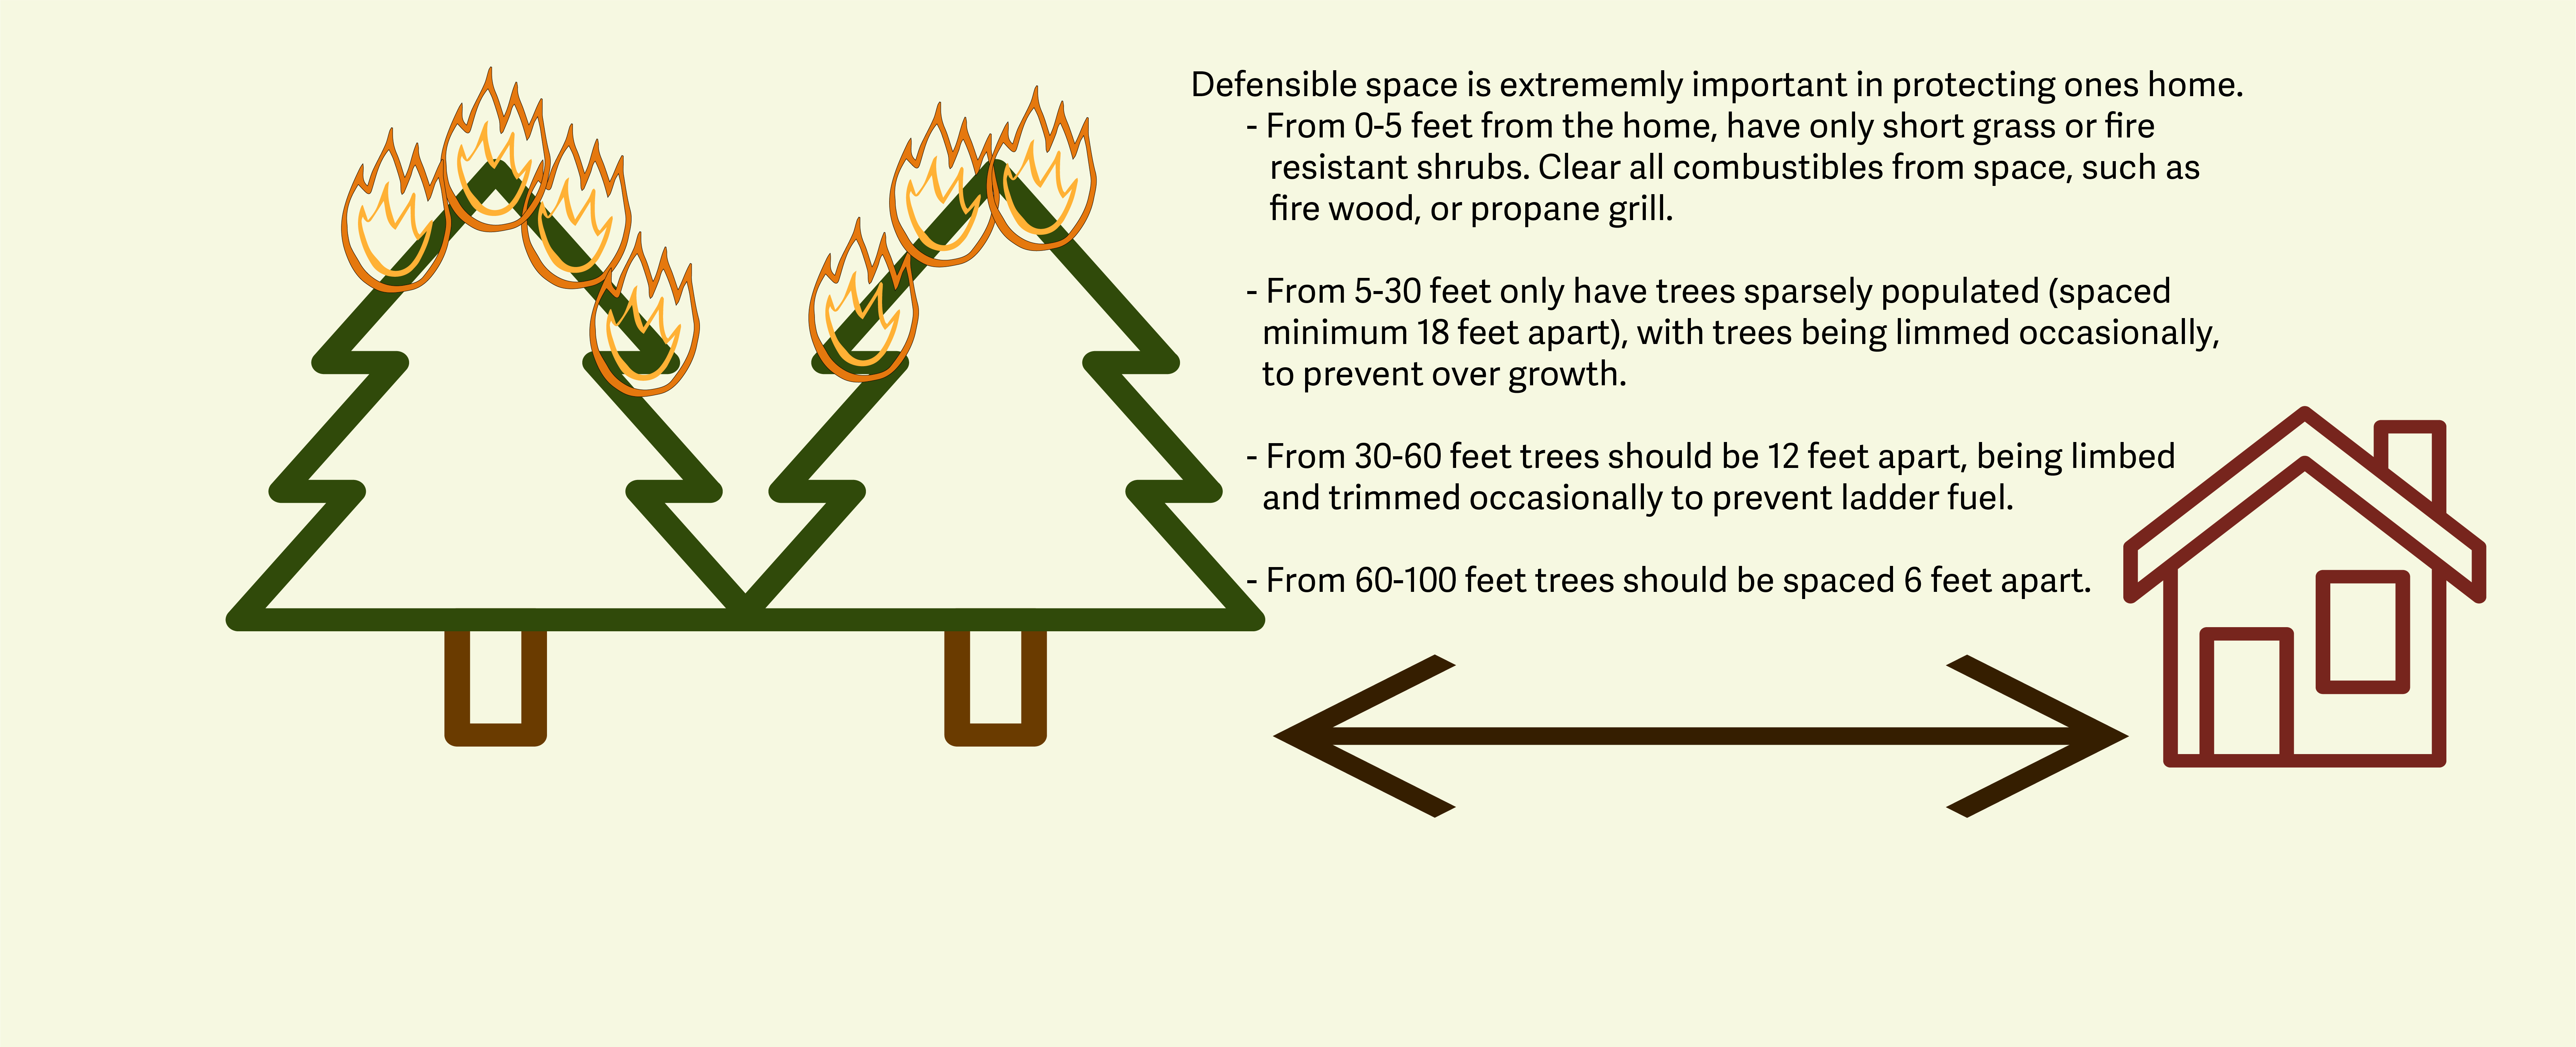 Defensible space is extrememly important in protecting ones home.
- From 0-5 feet from the home, have only short grass or fire
resistant shrubs. Clear all combustibles from space, such as
fire wood, or propane grill.
- From 5-30 feet only have trees sparsely populated (spaced
minimum 18 feet apart), with trees being limmed occasionally,
to prevent over growth.
- From 30-60 feet trees should be 12 feet apart, being limbed
and trimmed occasionally to prevent ladder fuel.
- From 60-100 feet trees should be spaced 6 feet apart.